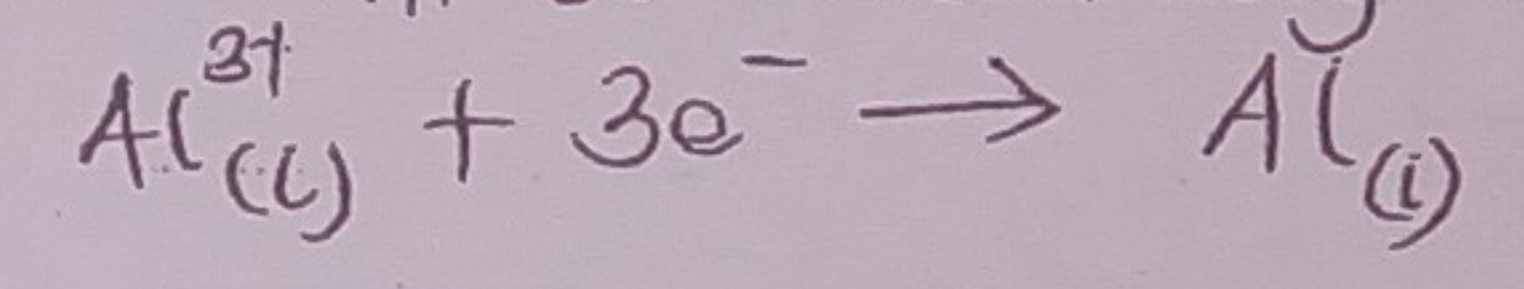 Al³⁺(l) + 3e⁻ → Al(i)